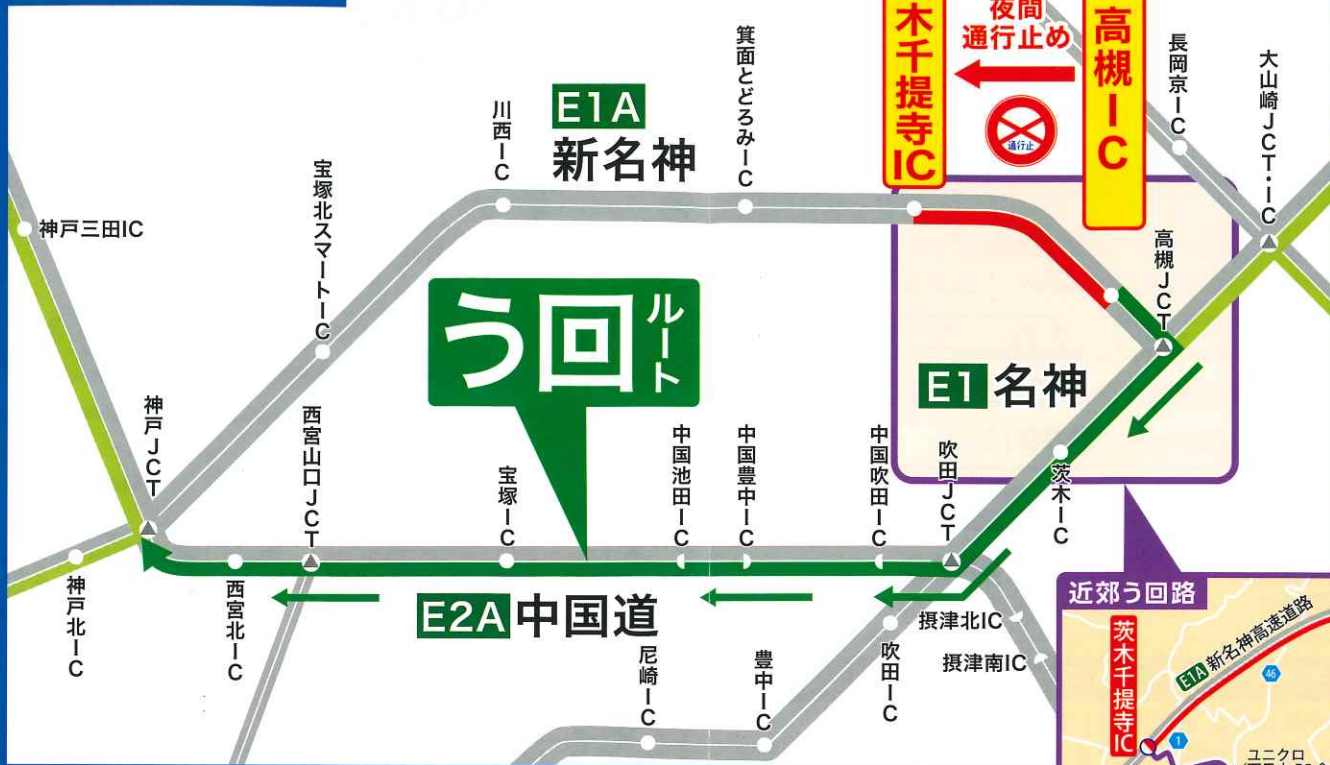 木千提寺IC
夜間
通行止め
通行止
高槻IC
長岡京IC
大山崎JCT・IC
箕面とどろみIC
川西IC
E1A
新名神
宝塚北スマートIC
神戸三田IC
高槻JCT
う回
ルート
E1 名神
神戸JCT
西宮山口JCT
宝塚IC
中国池田IC
中国豊中IC
中国吹田IC
吹田JCT
茨木IC
神戸北IC
西宮北IC
E2A 中国道
尼崎IC
豊中IC
吹田IC
摂津北IC
摂津南IC
近郊う回路
茨木千提寺IC
E1A 新名神高速道路
46
1
ユニクロ